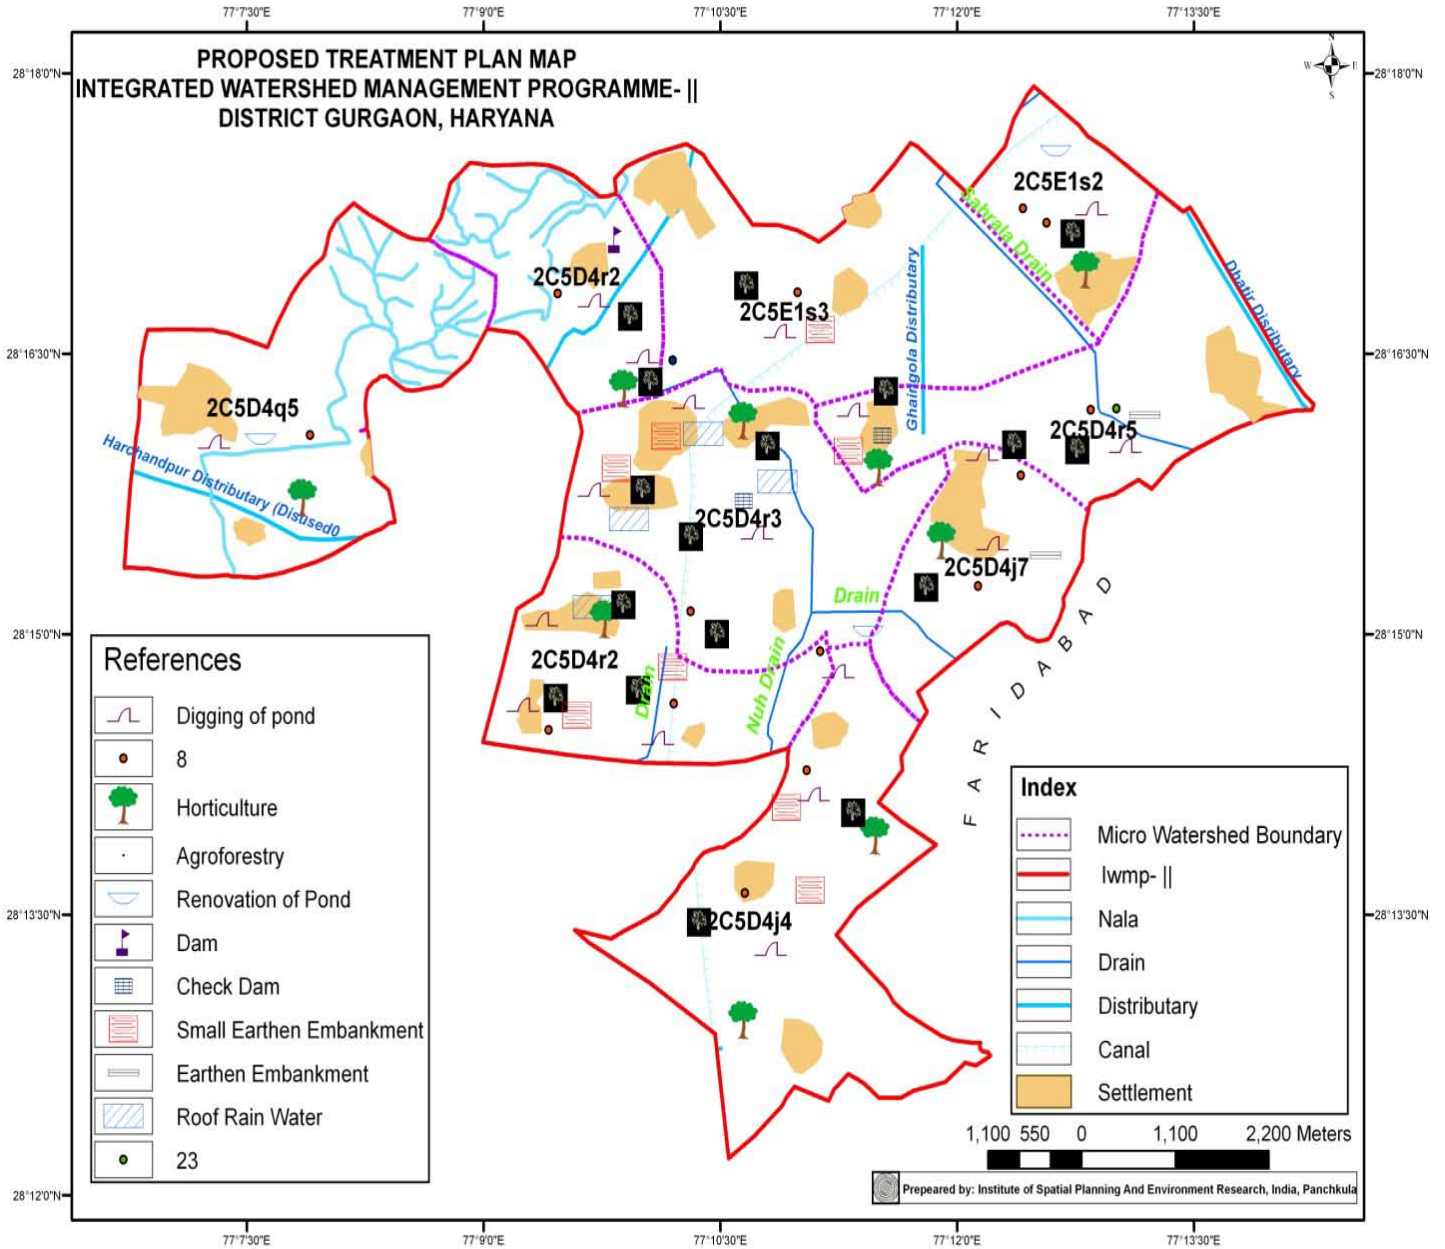 77°7'30"E 77°9'0"E 77°10'30"E 77°12'0"E 77°13'30"E
PROPOSED TREATMENT PLAN MAP
INTEGRATED WATERSHED MANAGEMENT PROGRAMME- ||
DISTRICT GURGAON, HARYANA
N
W E
S
28°18'0"N 28°18'0"N
2C5E1s2
Sahrala Drain
2C5D4r2
Dhatir Disributary
2C5E1s3
Ghaingola Distributary
28°16'30"N 28°16'30"N
2C5D4q5
2C5D4r5
Harchandpur Distributary (Disused0
2C5D4r3
2C5D4j7
Drain
FARIDABAD
28°15'0"N 28°15'0"N
2C5D4r2
Drain
Nuh Drain
2C5D4j4
28°13'30"N 28°13'30"N
References
Digging of pond
8
Horticulture
Agroforestry
Renovation of Pond
Dam
Check Dam
Small Earthen Embankment
Earthen Embankment
Roof Rain Water
23
Index
Micro Watershed Boundary
Iwmp- ||
Nala
Drain
Distributary
Canal
Settlement
1,100 550 0 1,100 2,200 Meters
Prepeared by: Institute of Spatial Planning And Environment Research, India, Panchkula
28°12'0"N 28°12'0"N
77°7'30"E 77°9'0"E 77°10'30"E 77°12'0"E 77°13'30"E